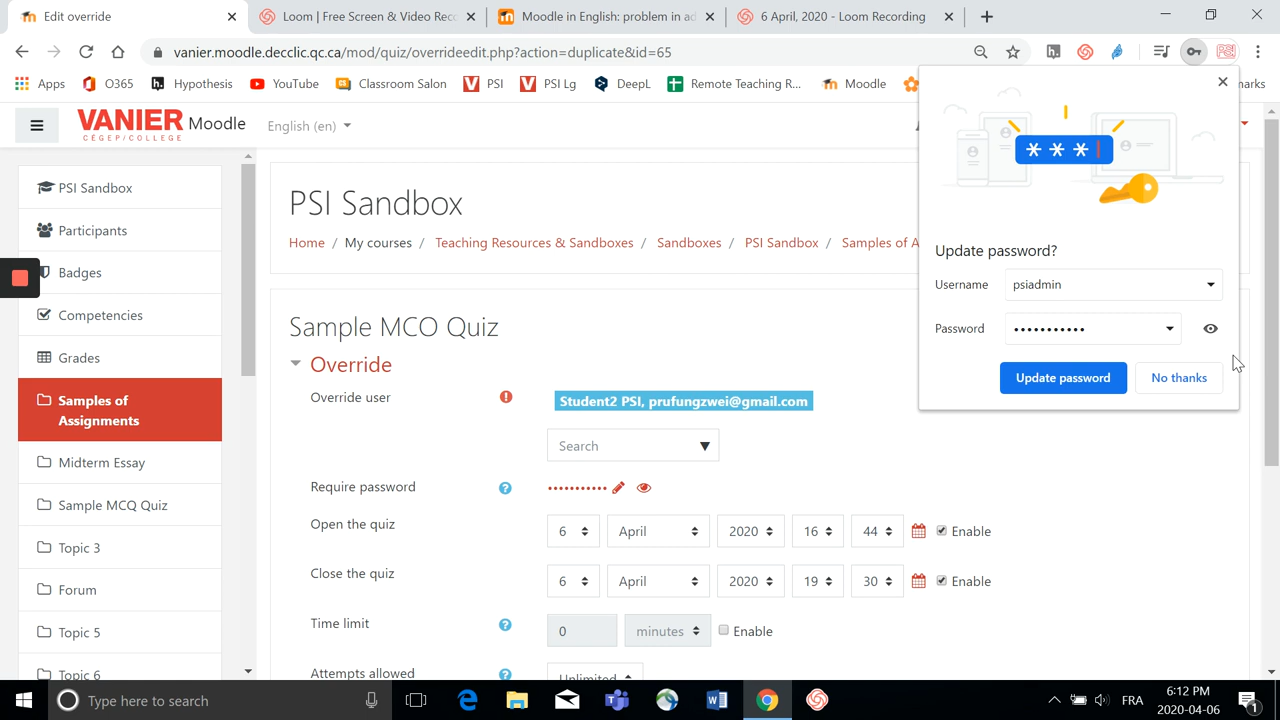 Edit override
Loom | Free Screen & Video Rec
Moodle in English: problem in ad
6 April, 2020 - Loom Recording
vanier.moodle.decclic.qc.ca/mod/quiz/overrideedit.php?action=duplicate&id=65
Apps
O365
Hypothesis
YouTube
Classroom Salon
PSI
PSI Lg
DeepL
Remote Teaching R...
Moodle
marks
VANIER Moodle
CÉGEP/COLLEGE
English (en)
PSI Sandbox
Participants
Badges
Competencies
Grades
Samples of
Assignments
Midterm Essay
Sample MCQ Quiz
Topic 3
Forum
Topic 5
Topic 6
PSI Sandbox
Home / My courses / Teaching Resources & Sandboxes / Sandboxes / PSI Sandbox / Samples of A
Sample MCO Quiz
Override
Override user
Student2 PSI, prufungzwei@gmail.com
Search
Require password
•••••••••••
Open the quiz
6 April 2020 16 44 Enable
Close the quiz
6 April 2020 19 30 Enable
Time limit
0 minutes Enable
Attempts allowed
Unlimited
***
Update password?
Username psiadmin
Password •••••••••••
Update password
No thanks
Type here to search
FRA
6:12 PM
2020-04-06
1